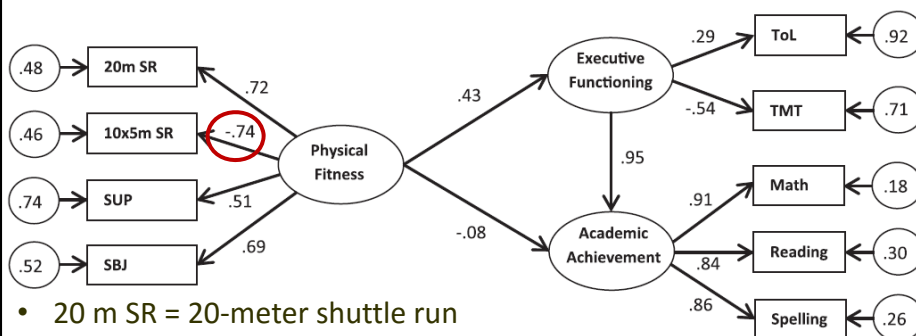 .48
20m SR
.72
.46
10x5m SR
-.74
.74
SUP
.51
.52
SBJ
.69
Physical
Fitness
.43
-.08
Executive
Functioning
.29
ToL
.92
-.54
TMT
.71
.95
Academic
Achievement
.91
Math
.18
.84
Reading
.30
.86
Spelling
.26
• 20 m SR = 20-meter shuttle run